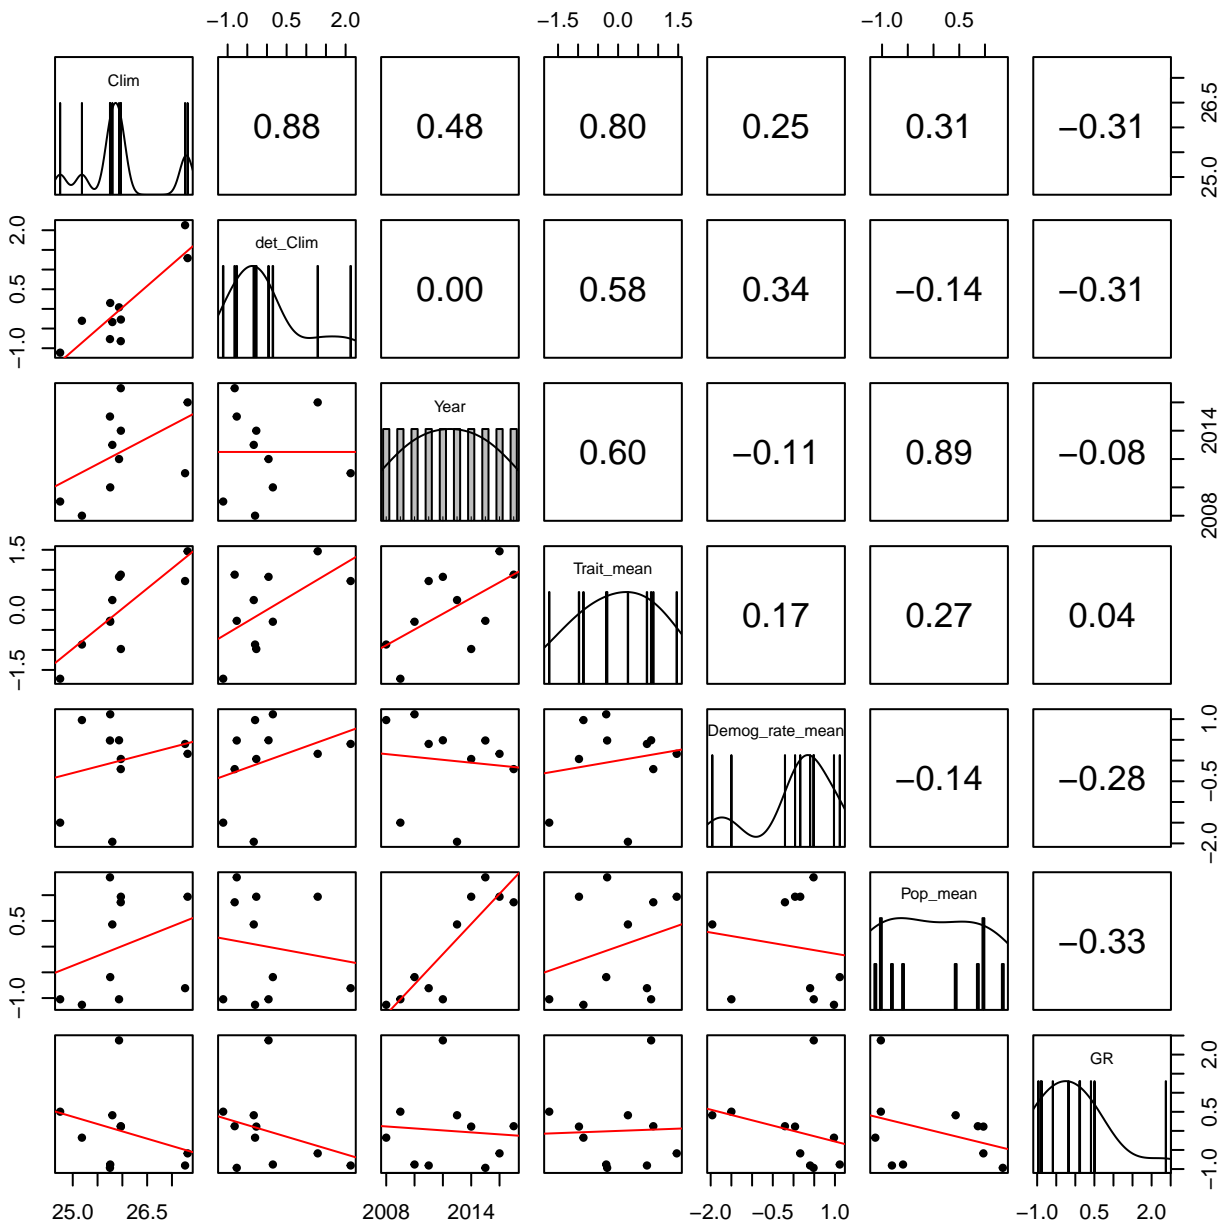 −1.0 0.5 2.0 −1.5 0.0 1.5 −1.0 0.5
Clim 0.88 0.48 0.80 0.25 0.31 −0.31 25.0 26.5
−1.0 0.5 2.0 det_Clim 0.00 0.58 0.34 −0.14 −0.31
Year 0.60 −0.11 0.89 −0.08 2008 2014
−1.5 0.0 1.5 Trait_mean 0.17 0.27 0.04
Demog_rate_mean −0.14 −0.28 −2.0 −0.5 1.0
−1.0 0.5 Pop_mean −0.33
GR −1.0 0.5 2.0
25.0 26.5 2008 2014 −2.0 −0.5 1.0 −1.0 0.5 2.0